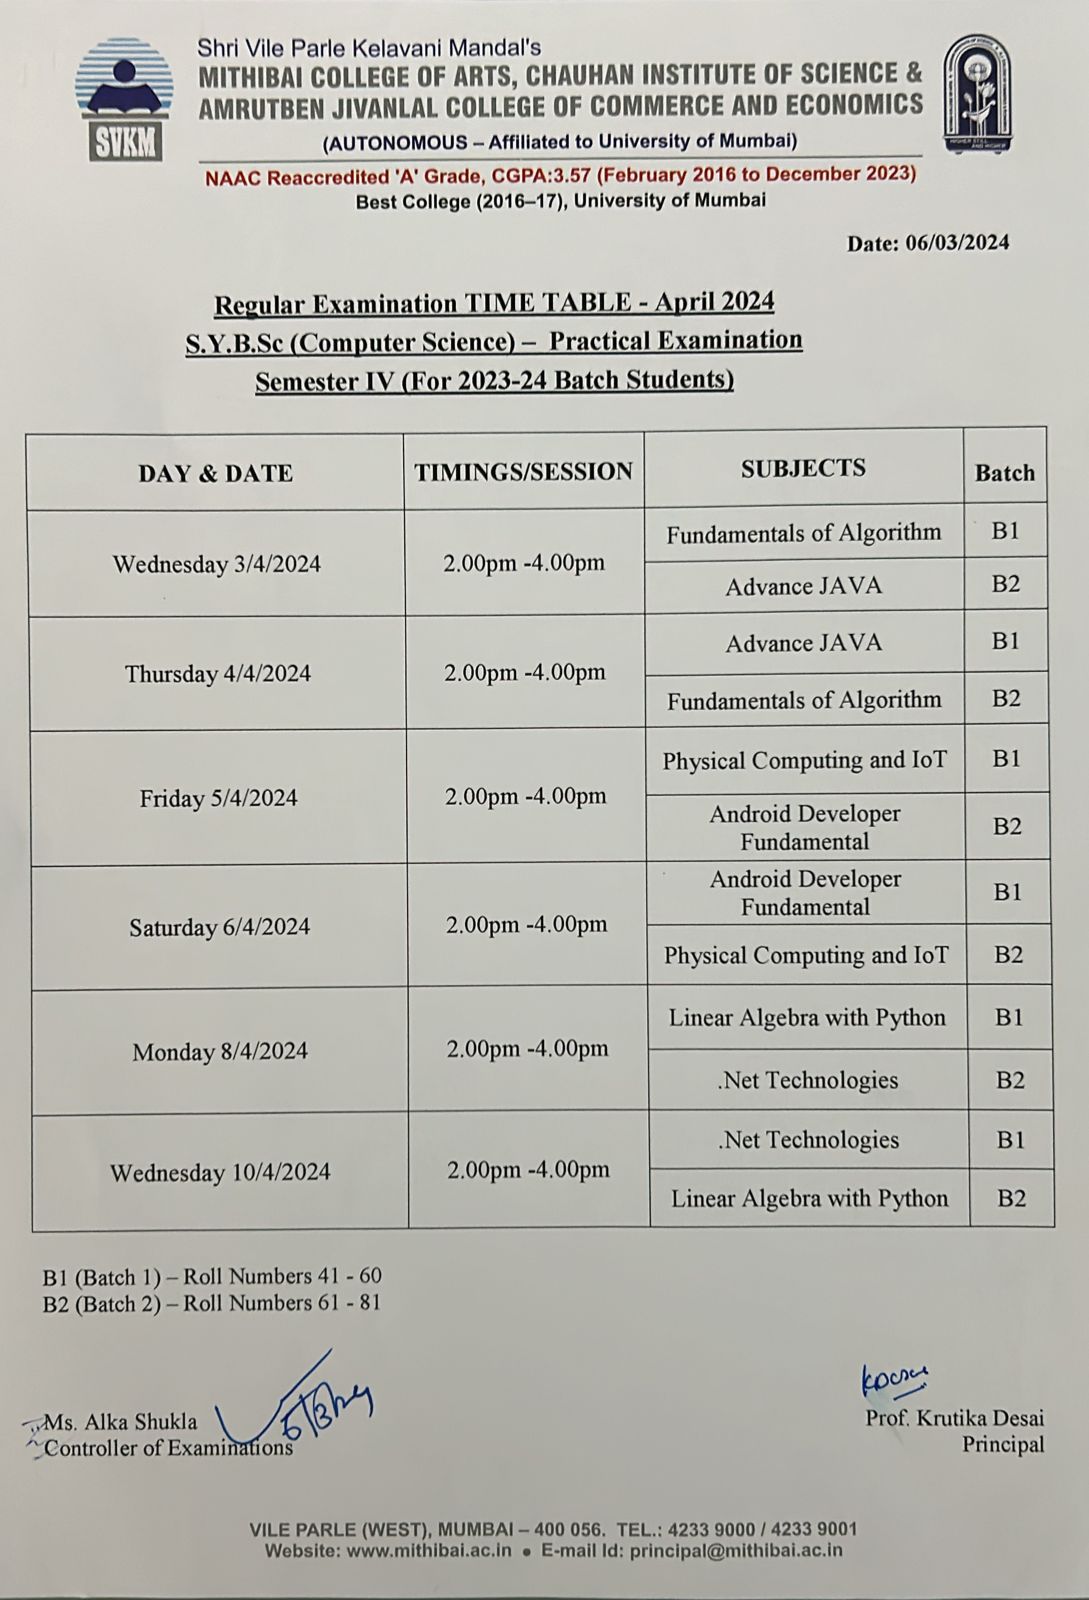 Shri Vile Parle Kelavani Mandal's
MITHIBAI COLLEGE OF ARTS, CHAUHAN INSTITUTE OF SCIENCE &
AMRUTBEN JIVANLAL COLLEGE OF COMMERCE AND ECONOMICS
(AUTONOMOUS – Affiliated to University of Mumbai)
NAAC Reaccredited 'A' Grade, CGPA:3.57 (February 2016 to December 2023)
Best College (2016–17), University of Mumbai
SVKM
Date: 06/03/2024
Regular Examination TIME TABLE - April 2024
S.Y.B.Sc (Computer Science) – Practical Examination
Semester IV (For 2023-24 Batch Students)
DAY & DATE TIMINGS/SESSION SUBJECTS Batch
Wednesday 3/4/2024 2.00pm -4.00pm Fundamentals of Algorithm B1
Advance JAVA B2
Thursday 4/4/2024 2.00pm -4.00pm Advance JAVA B1
Fundamentals of Algorithm B2
Friday 5/4/2024 2.00pm -4.00pm Physical Computing and IoT B1
Android Developer
Fundamental B2
Saturday 6/4/2024 2.00pm -4.00pm Android Developer
Fundamental B1
Physical Computing and IoT B2
Monday 8/4/2024 2.00pm -4.00pm Linear Algebra with Python B1
.Net Technologies B2
Wednesday 10/4/2024 2.00pm -4.00pm .Net Technologies B1
Linear Algebra with Python B2
B1 (Batch 1) – Roll Numbers 41 - 60
B2 (Batch 2) – Roll Numbers 61 - 81
Ms. Alka Shukla
Controller of Examinations
Prof. Krutika Desai
Principal
VILE PARLE (WEST), MUMBAI – 400 056. TEL.: 4233 9000 / 4233 9001
Website: www.mithibai.ac.in ● E-mail Id: principal@mithibai.ac.in